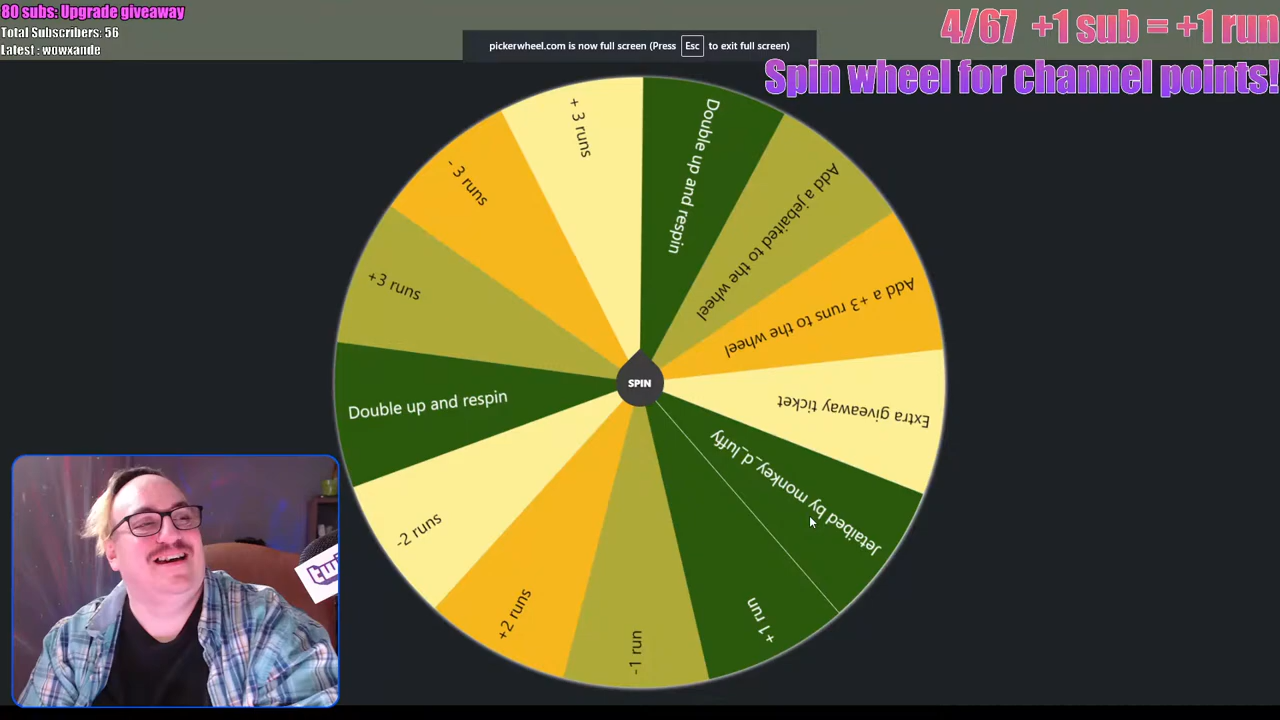 80 subs: Upgrade giveaway
Total Subscribers: 56
Latest : wowxande
pickerwheel.com is now full screen (Press Esc to exit full screen)
4/67 +1 sub = +1 run
Spin wheel for channel points!
Double up and respin
Add a jebaited to the wheel
Add a +3 runs to the wheel
Extra giveaway ticket
Jetaibed by monkey_d_luffy
+1 run
-1 run
+2 runs
-2 runs
Double up and respin
+3 runs
- 3 runs
+ 3 runs
SPIN